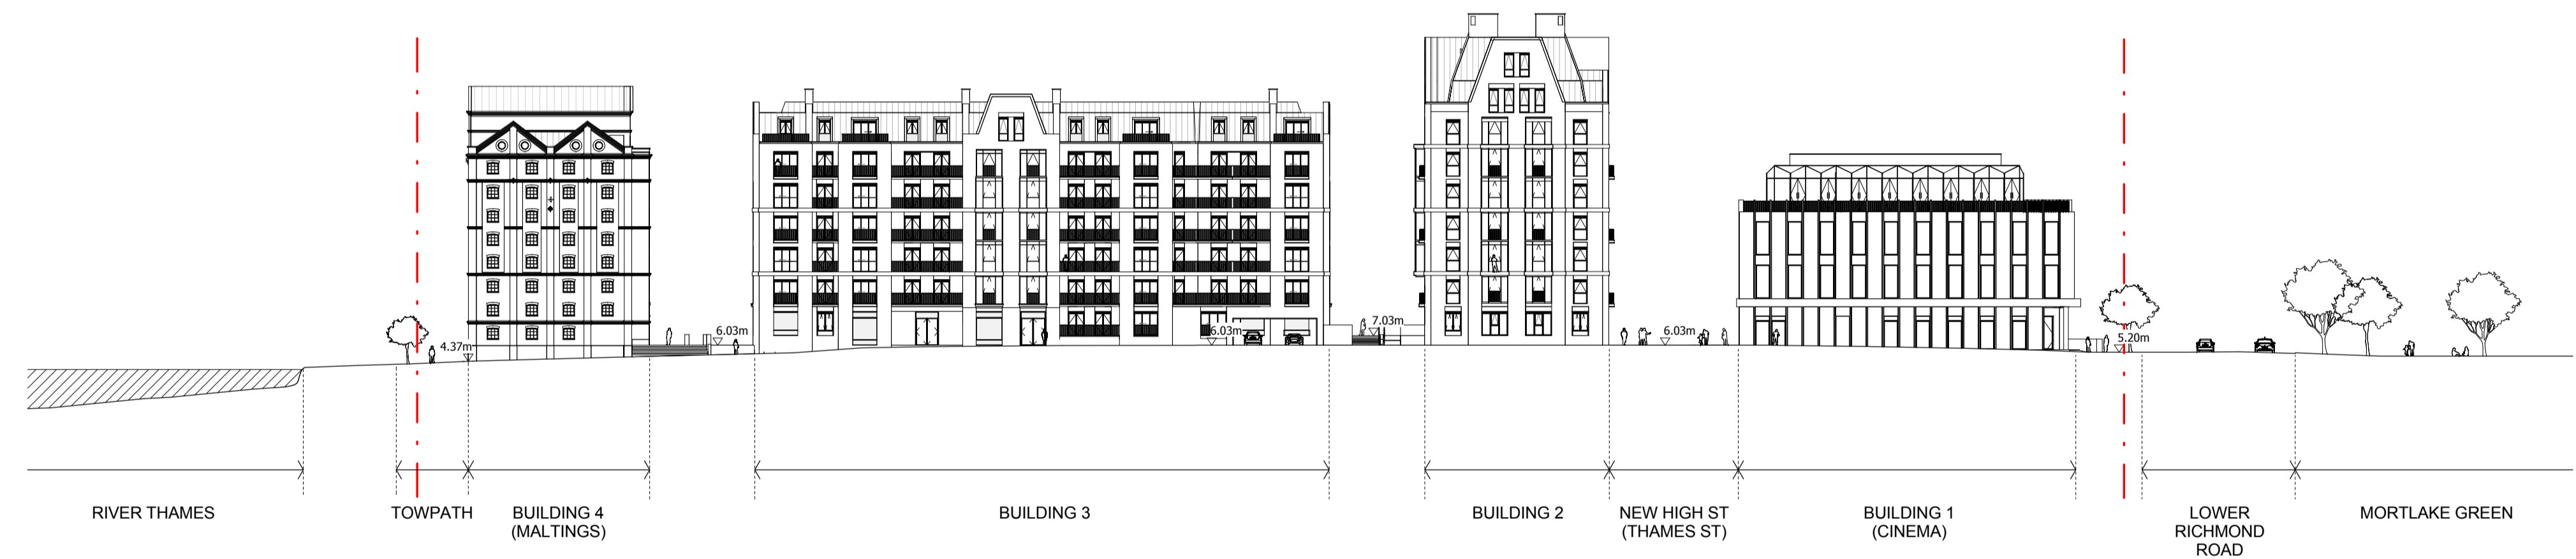 4.37m
6.03m
6.03m
7.03m
6.03m
5.20m
RIVER THAMES
TOWPATH
BUILDING 4
(MALTINGS)
BUILDING 3
BUILDING 2
NEW HIGH ST
(THAMES ST)
BUILDING 1
(CINEMA)
LOWER
RICHMOND
ROAD
MORTLAKE GREEN